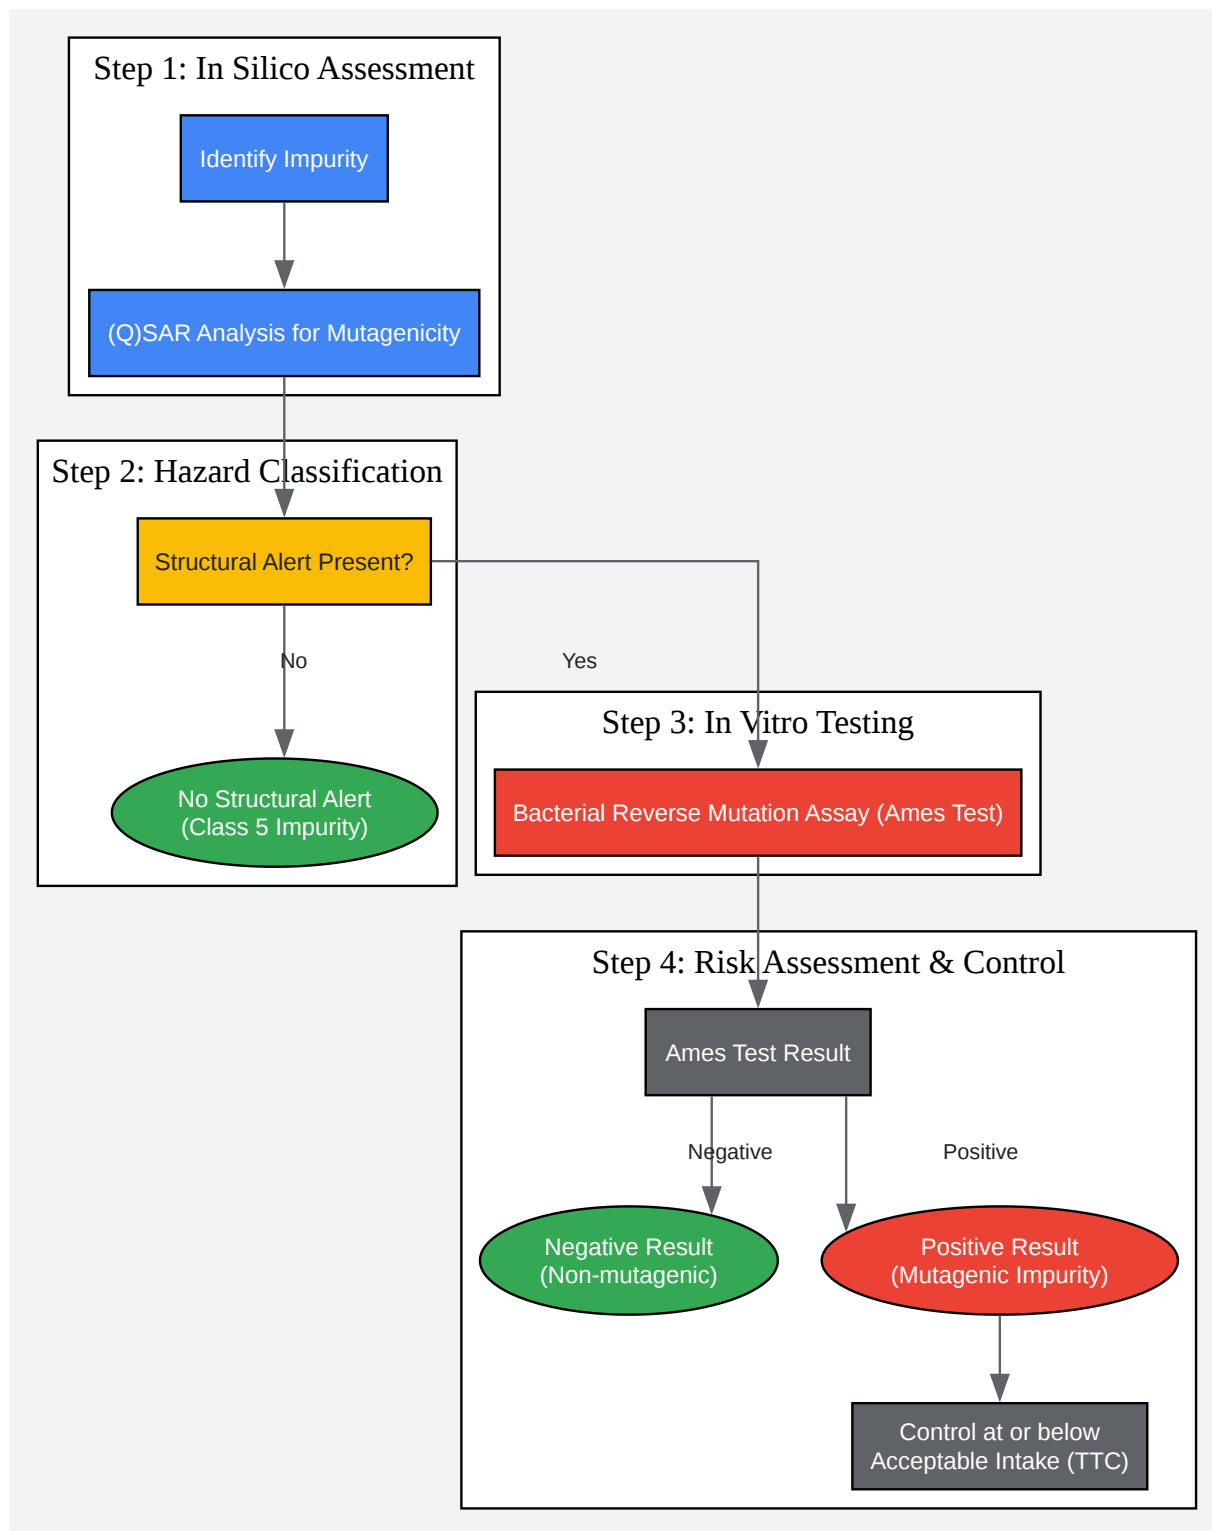 Step 1: In Silico Assessment
Identify Impurity
(Q)SAR Analysis for Mutagenicity
Step 2: Hazard Classification
Structural Alert Present?
No
Yes
No Structural Alert
(Class 5 Impurity)
Step 3: In Vitro Testing
Bacterial Reverse Mutation Assay (Ames Test)
Step 4: Risk Assessment & Control
Ames Test Result
Negative
Positive
Negative Result
(Non-mutagenic)
Positive Result
(Mutagenic Impurity)
Control at or below
Acceptable Intake (TTC)